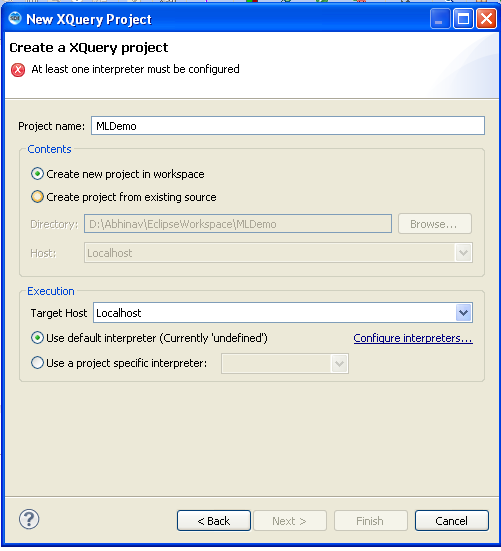 New XQuery Project
Create a XQuery project
At least one interpreter must be configured
Project name: MLDemo
Contents
Create new project in workspace
Create project from existing source
Directory: D:\Abhinav\EclipseWorkspace\MLDemo Browse...
Host: Localhost
Execution
Target Host Localhost
Use default interpreter (Currently 'undefined') Configure interpreters...
Use a project specific interpreter:
? < Back Next > Finish Cancel